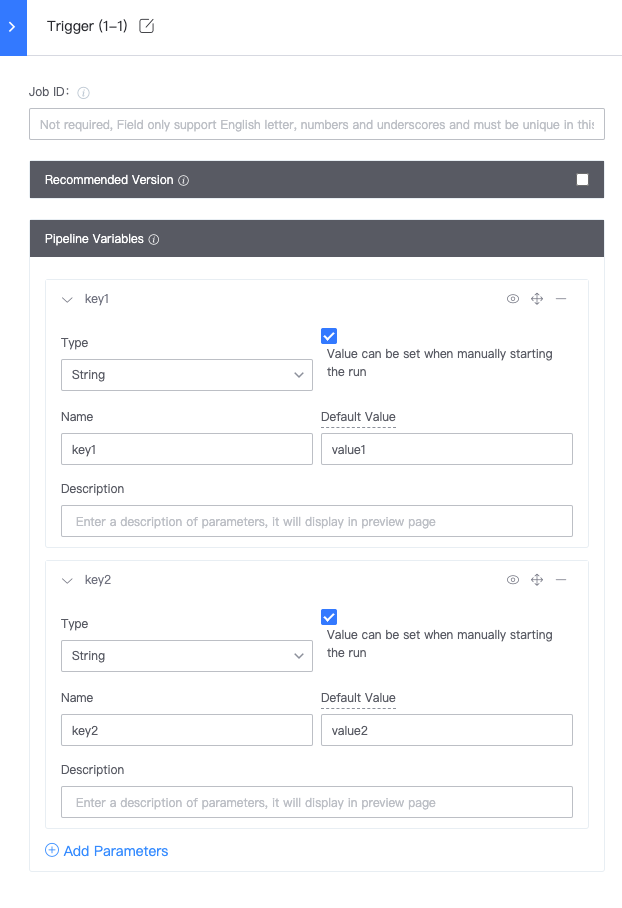 Trigger (1-1)
Job ID:
Not required, Field only support English letter, numbers and underscores and must be unique in this
Recommended Version
Pipeline Variables
key1
Type
Value can be set when manually starting
the run
String
Name
Default Value
key1
value1
Description
Enter a description of parameters, it will display in preview page
key2
Type
Value can be set when manually starting
the run
String
Name
Default Value
key2
value2
Description
Enter a description of parameters, it will display in preview page
Add Parameters